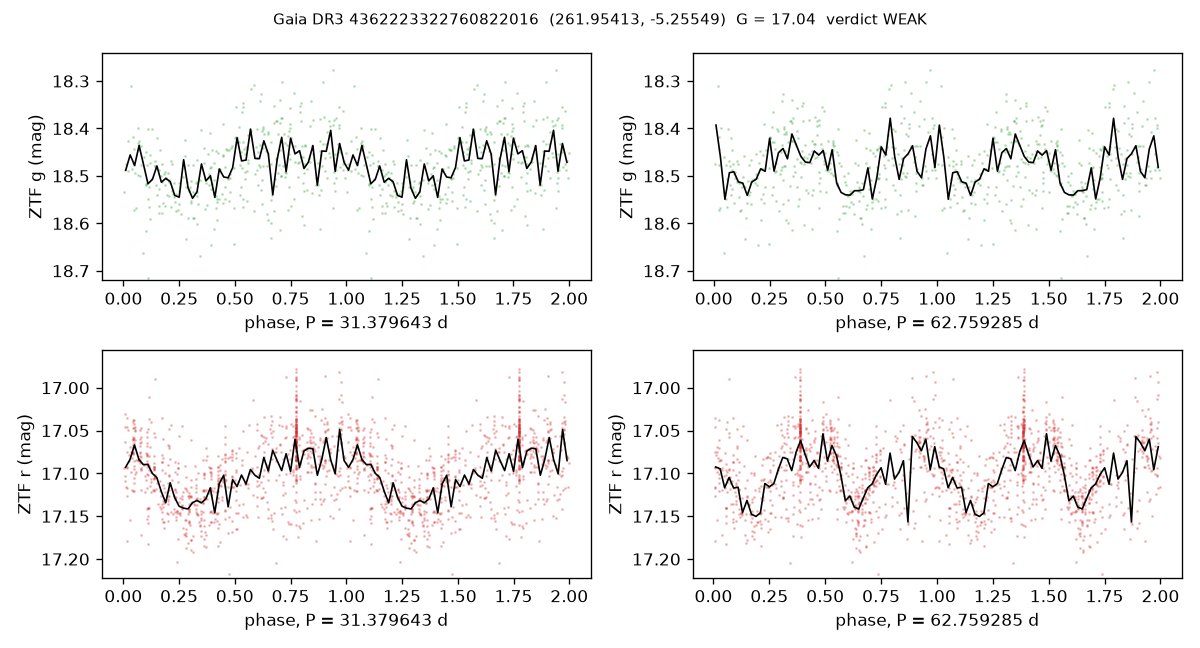 Gaia DR3 4362223322760822016  (261.95413, -5.25549)  G = 17.04  verdict WEAK
ZTF g (mag)
18.3
18.4
18.5
18.6
18.7
0.00 0.25 0.50 0.75 1.00 1.25 1.50 1.75 2.00
phase, P = 31.379643 d
ZTF g (mag)
18.3
18.4
18.5
18.6
18.7
0.00 0.25 0.50 0.75 1.00 1.25 1.50 1.75 2.00
phase, P = 62.759285 d
ZTF r (mag)
17.00
17.05
17.10
17.15
17.20
0.00 0.25 0.50 0.75 1.00 1.25 1.50 1.75 2.00
phase, P = 31.379643 d
ZTF r (mag)
17.00
17.05
17.10
17.15
17.20
0.00 0.25 0.50 0.75 1.00 1.25 1.50 1.75 2.00
phase, P = 62.759285 d